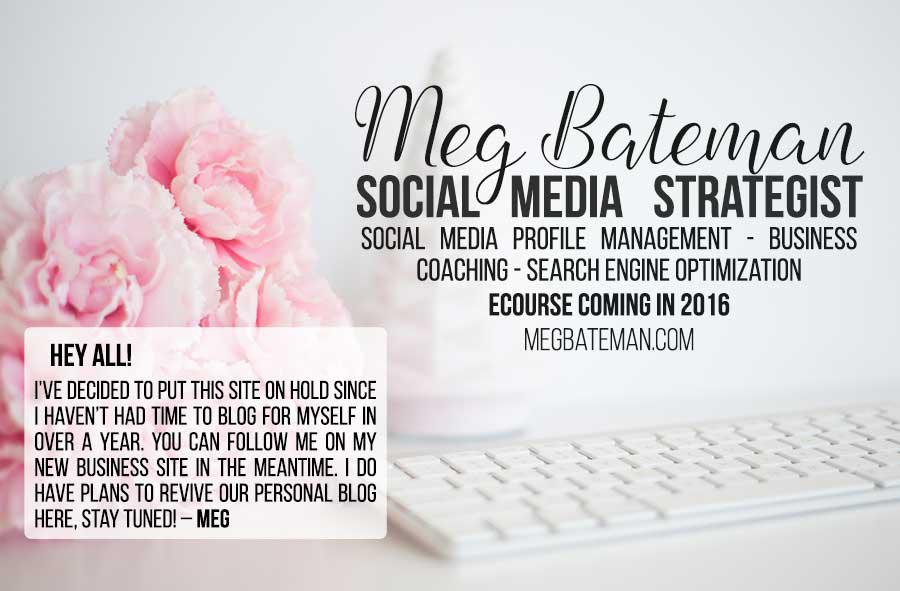 Meg Bateman
SOCIAL MEDIA STRATEGIST
SOCIAL MEDIA PROFILE MANAGEMENT - BUSINESS
COACHING - SEARCH ENGINE OPTIMIZATION
ECOURSE COMING IN 2016
MEGBATEMAN.COM
HEY ALL!
I'VE DECIDED TO PUT THIS SITE ON HOLD SINCE
I HAVEN'T HAD TIME TO BLOG FOR MYSELF IN
OVER A YEAR. YOU CAN FOLLOW ME ON MY
NEW BUSINESS SITE IN THE MEANTIME. I DO
HAVE PLANS TO REVIVE OUR PERSONAL BLOG
HERE, STAY TUNED! – MEG